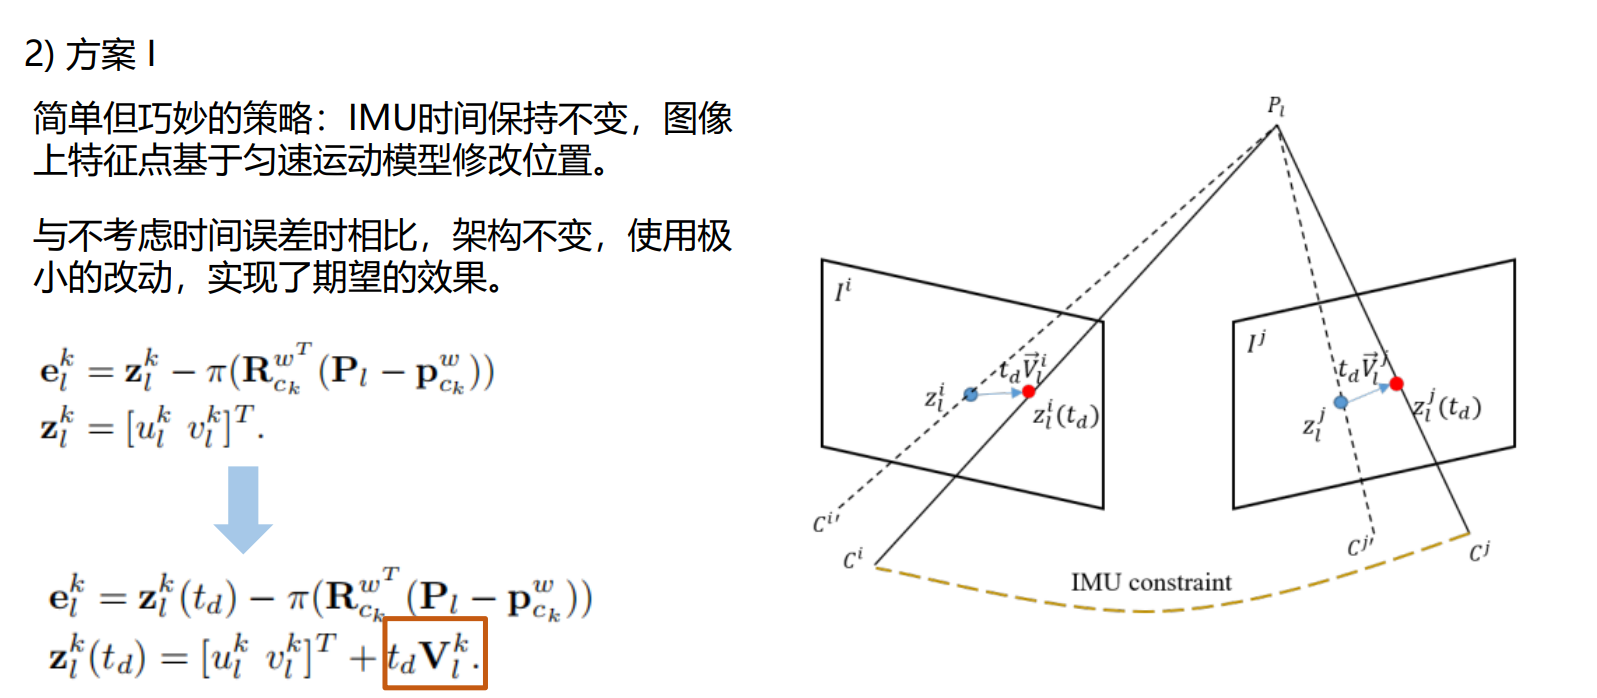 2) 方案 I
简单但巧妙的策略：IMU时间保持不变，图像
上特征点基于匀速运动模型修改位置。
与不考虑时间误差时相比，架构不变，使用极
小的改动，实现了期望的效果。
$\mathbf{e}_l^k = \mathbf{z}_l^k - \pi(\mathbf{R}_{c_k}^{w^T}(\mathbf{P}_l - \mathbf{p}_{c_k}^w))$
$\mathbf{z}_l^k = [u_l^k \; v_l^k]^T.$
$\mathbf{e}_l^k = \mathbf{z}_l^k(t_d) - \pi(\mathbf{R}_{c_k}^{w^T}(\mathbf{P}_l - \mathbf{p}_{c_k}^w))$
$\mathbf{z}_l^k(t_d) = [u_l^k \; v_l^k]^T + t_d\mathbf{V}_l^k.$
$P_l$
$I^i$
$t_d\vec{V}_l^i$
$z_l^i$
$z_l^i(t_d)$
$C^{i\prime}$
$C^i$
$I^j$
$t_d\vec{V}_l^j$
$z_l^j$
$z_l^j(t_d)$
$C^{j\prime}$
$C^j$
IMU constraint